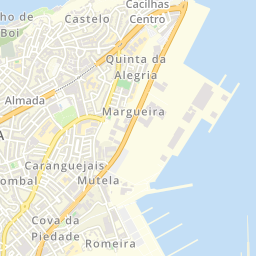 Cacilhas
Centro
ho de
Boi
Castelo
Quinta da
Alegria
Almada
Margueira
A
Caranguejais
ombal
Mutela
Cova da
Piedade
Romeira